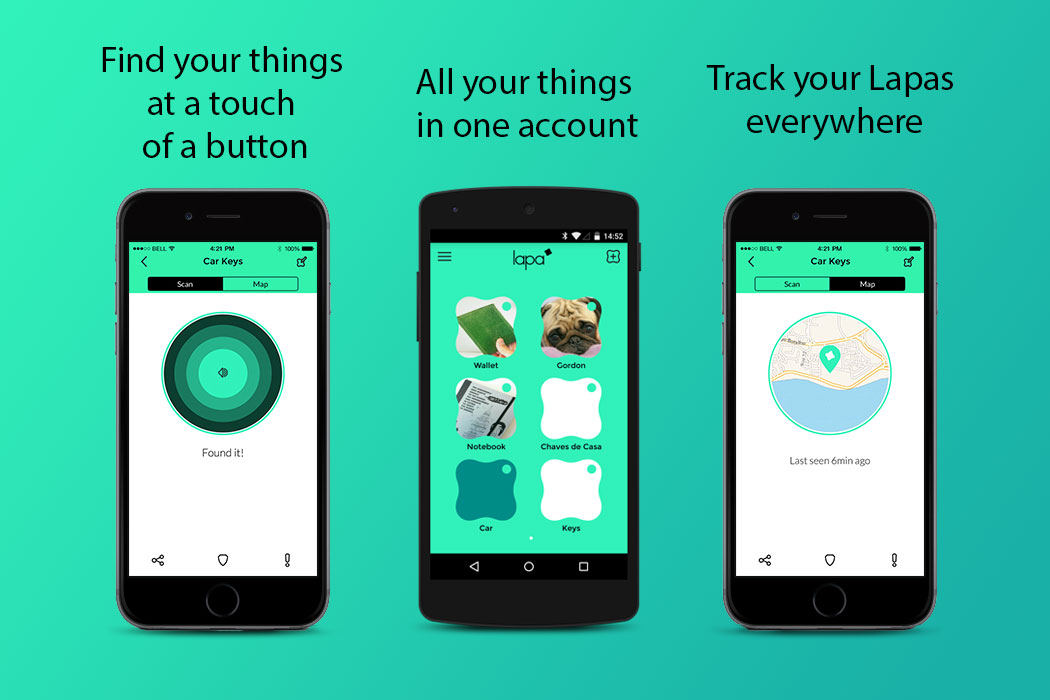 Find your things
at a touch
of a button
BELL 4:21 PM 100%
Car Keys
Scan Map
Found it!
All your things
in one account
14:52
lapa
Wallet Gordon
Notebook Chaves de Casa
Car Keys
Track your Lapas
everywhere
BELL 4:21 PM 100%
Car Keys
Scan Map
Last seen 6min ago